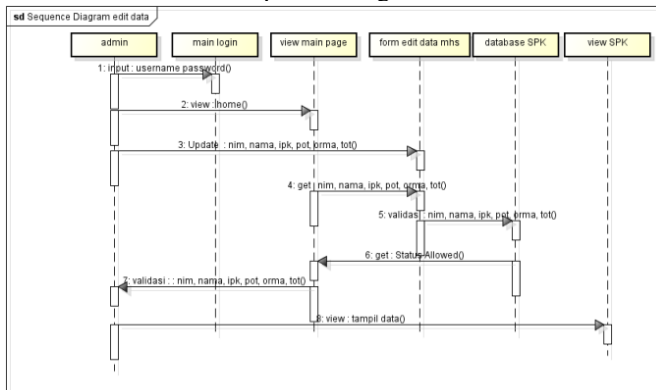 sd Sequence Diagram edit data
admin
main login
view main page
form edit data mhs
database SPK
view SPK
1: input : username password()
2: view : home()
3: Update : nim, nama, ipk, pot, orma, tot()
4: get : nim, nama, ipk, pot, orma, tot()
5: validasi : nim, nama, ipk, pot, orma, tot()
6: get : Status Allowed()
7: validasi : : nim, nama, ipk, pot, orma, tot()
8: view : tampil data()